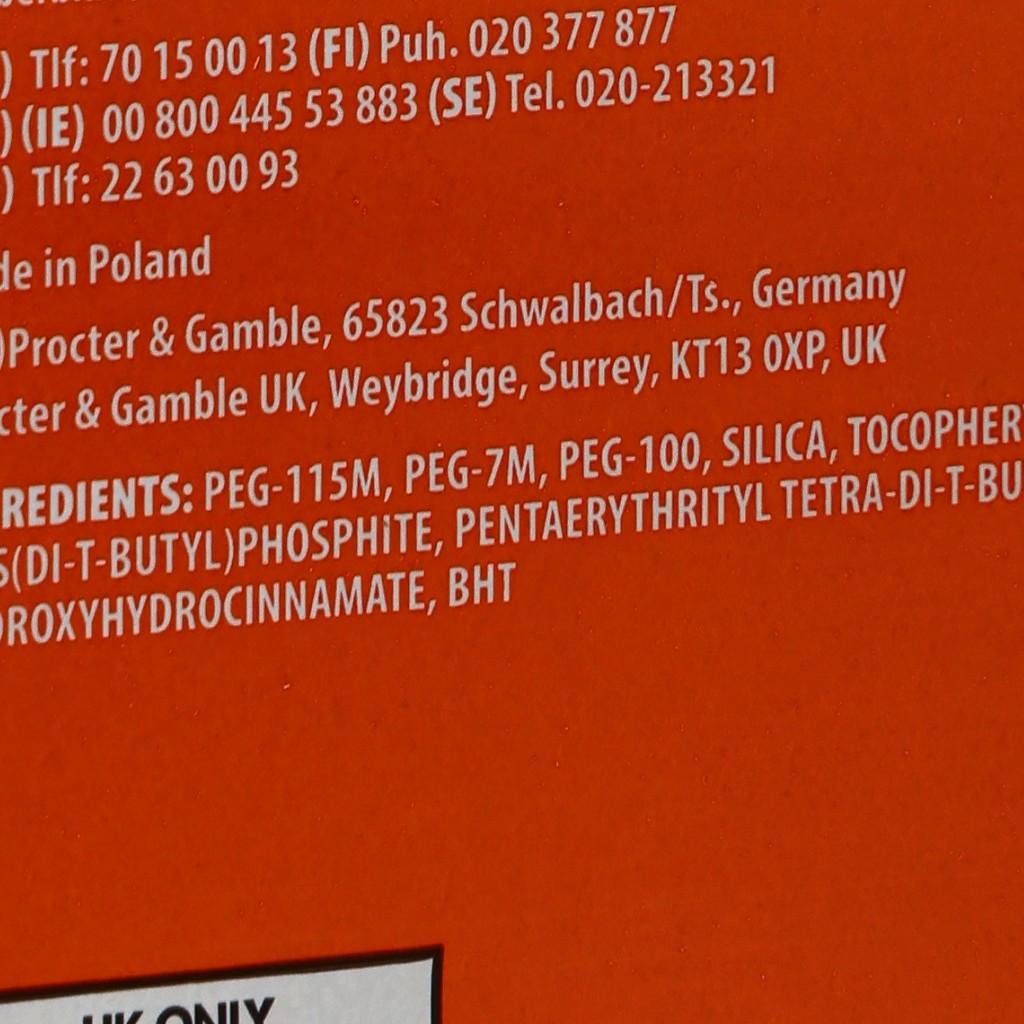 ) Tlf: 70 15 00 13 (FI) Puh. 020 377 877
) (IE) 00 800 445 53 883 (SE) Tel. 020-213321
) Tlf: 22 63 00 93
de in Poland
)Procter & Gamble, 65823 Schwalbach/Ts., Germany
cter & Gamble UK, Weybridge, Surrey, KT13 0XP, UK
REDIENTS: PEG-115M, PEG-7M, PEG-100, SILICA, TOCOPHER
S(DI-T-BUTYL)PHOSPHITE, PENTAERYTHRITYL TETRA-DI-T-BU
DROXYHYDROCINNAMATE, BHT
UK ONLY